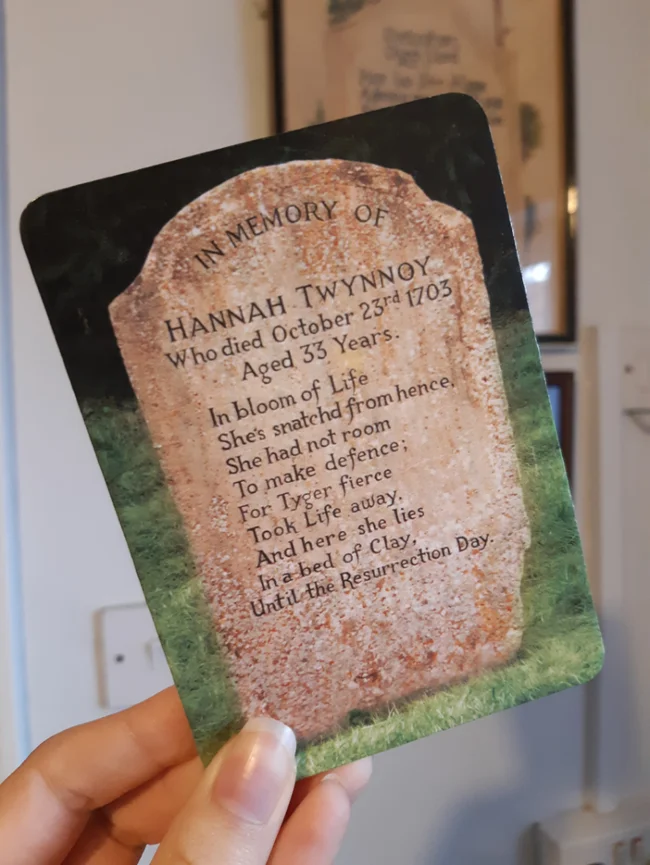 IN MEMORY OF
HANNAH TWYNNOY
Who died October 23rd 1703
Aged 33 Years.
In bloom of Life
She's snatchd from hence,
She had not room
To make defence;
For Tyger fierce
Took Life away,
And here she lies
In a bed of Clay,
Until the Resurrection Day.